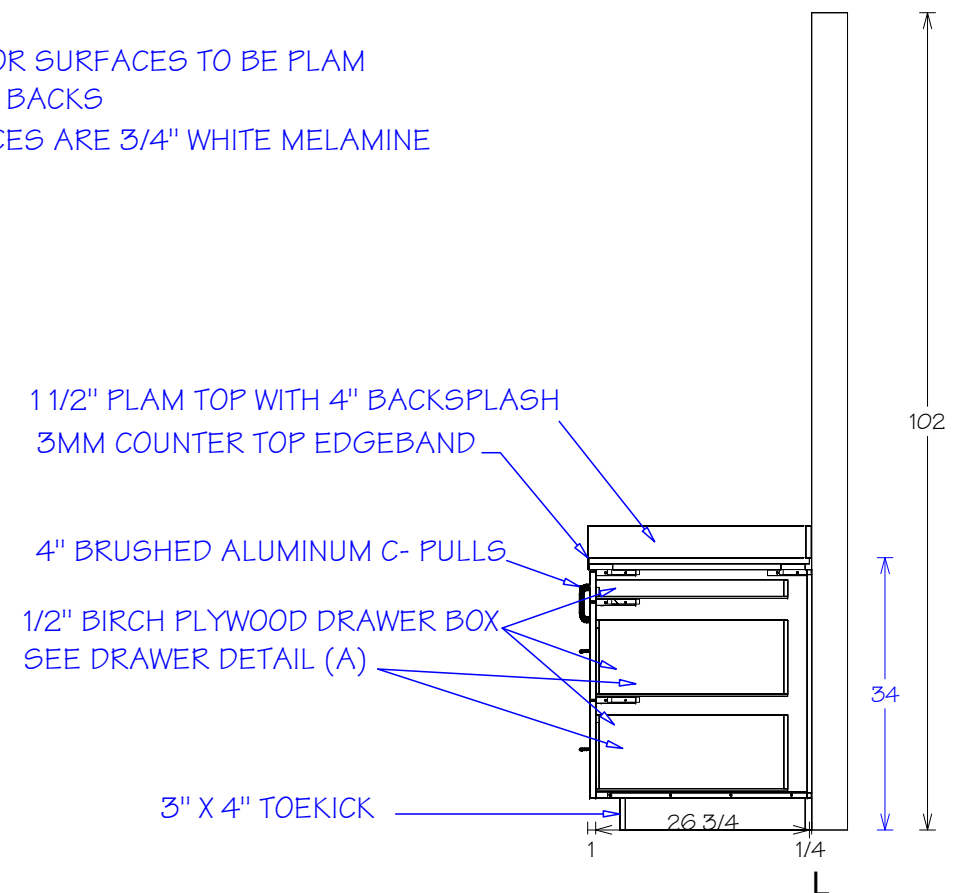 OR SURFACES TO BE PLAM
BACKS
CES ARE 3/4" WHITE MELAMINE
1 1/2" PLAM TOP WITH 4" BACKSPLASH
3MM COUNTER TOP EDGEBAND
4" BRUSHED ALUMINUM C- PULLS
1/2" BIRCH PLYWOOD DRAWER BOX
SEE DRAWER DETAIL (A)
3" X 4" TOEKICK
102
34
26 3/4
1
1/4
L